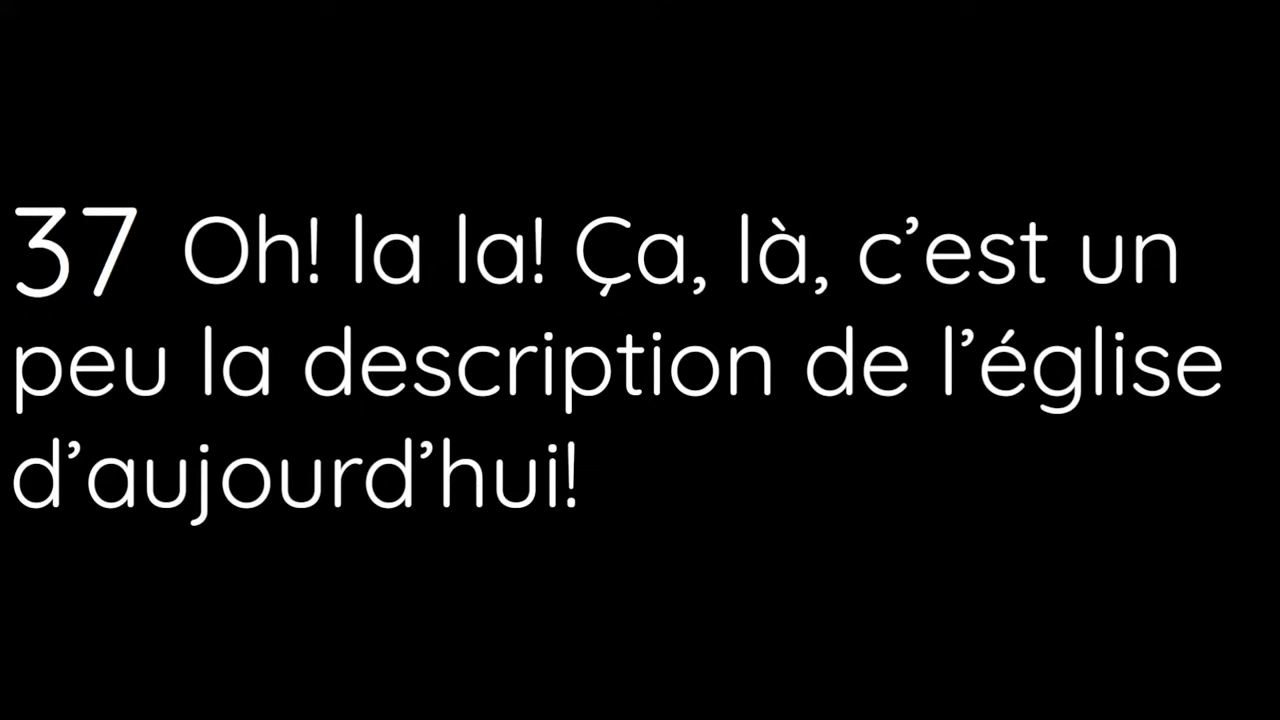 37 Oh! la la! Ça, là, c’est un
peu la description de l’église
d’aujourd’hui!